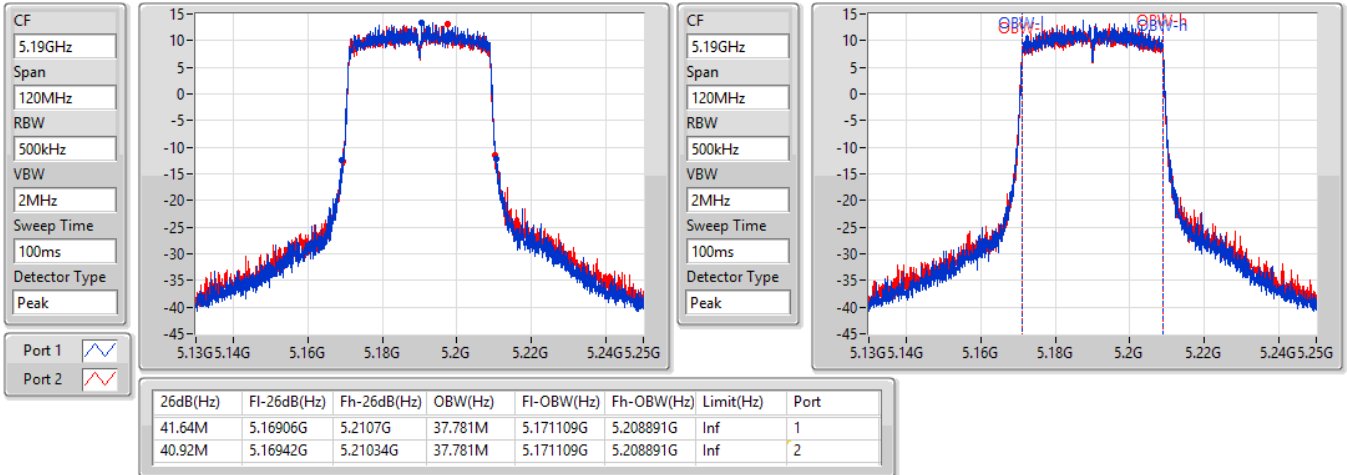 CF
5.19GHz
Span
120MHz
RBW
500kHz
VBW
2MHz
Sweep Time
100ms
Detector Type
Peak
Port 1
Port 2
15-
10-
5-
0-
-5-
-10-
-15-
-20-
-25-
-30-
-35-
-40-
-45-
5.13G 5.14G 5.16G 5.18G 5.2G 5.22G 5.24G 5.25G
CF
5.19GHz
Span
120MHz
RBW
500kHz
VBW
2MHz
Sweep Time
100ms
Detector Type
Peak
15-
10-
5-
0-
-5-
-10-
-15-
-20-
-25-
-30-
-35-
-40-
-45-
OBW-l OBW-h
OBW-l OBW-h
5.13G 5.14G 5.16G 5.18G 5.2G 5.22G 5.24G 5.25G
26dB(Hz) Fl-26dB(Hz) Fh-26dB(Hz) OBW(Hz) Fl-OBW(Hz) Fh-OBW(Hz) Limit(Hz) Port
41.64M 5.16906G 5.2107G 37.781M 5.171109G 5.208891G Inf 1
40.92M 5.16942G 5.21034G 37.781M 5.171109G 5.208891G Inf 2